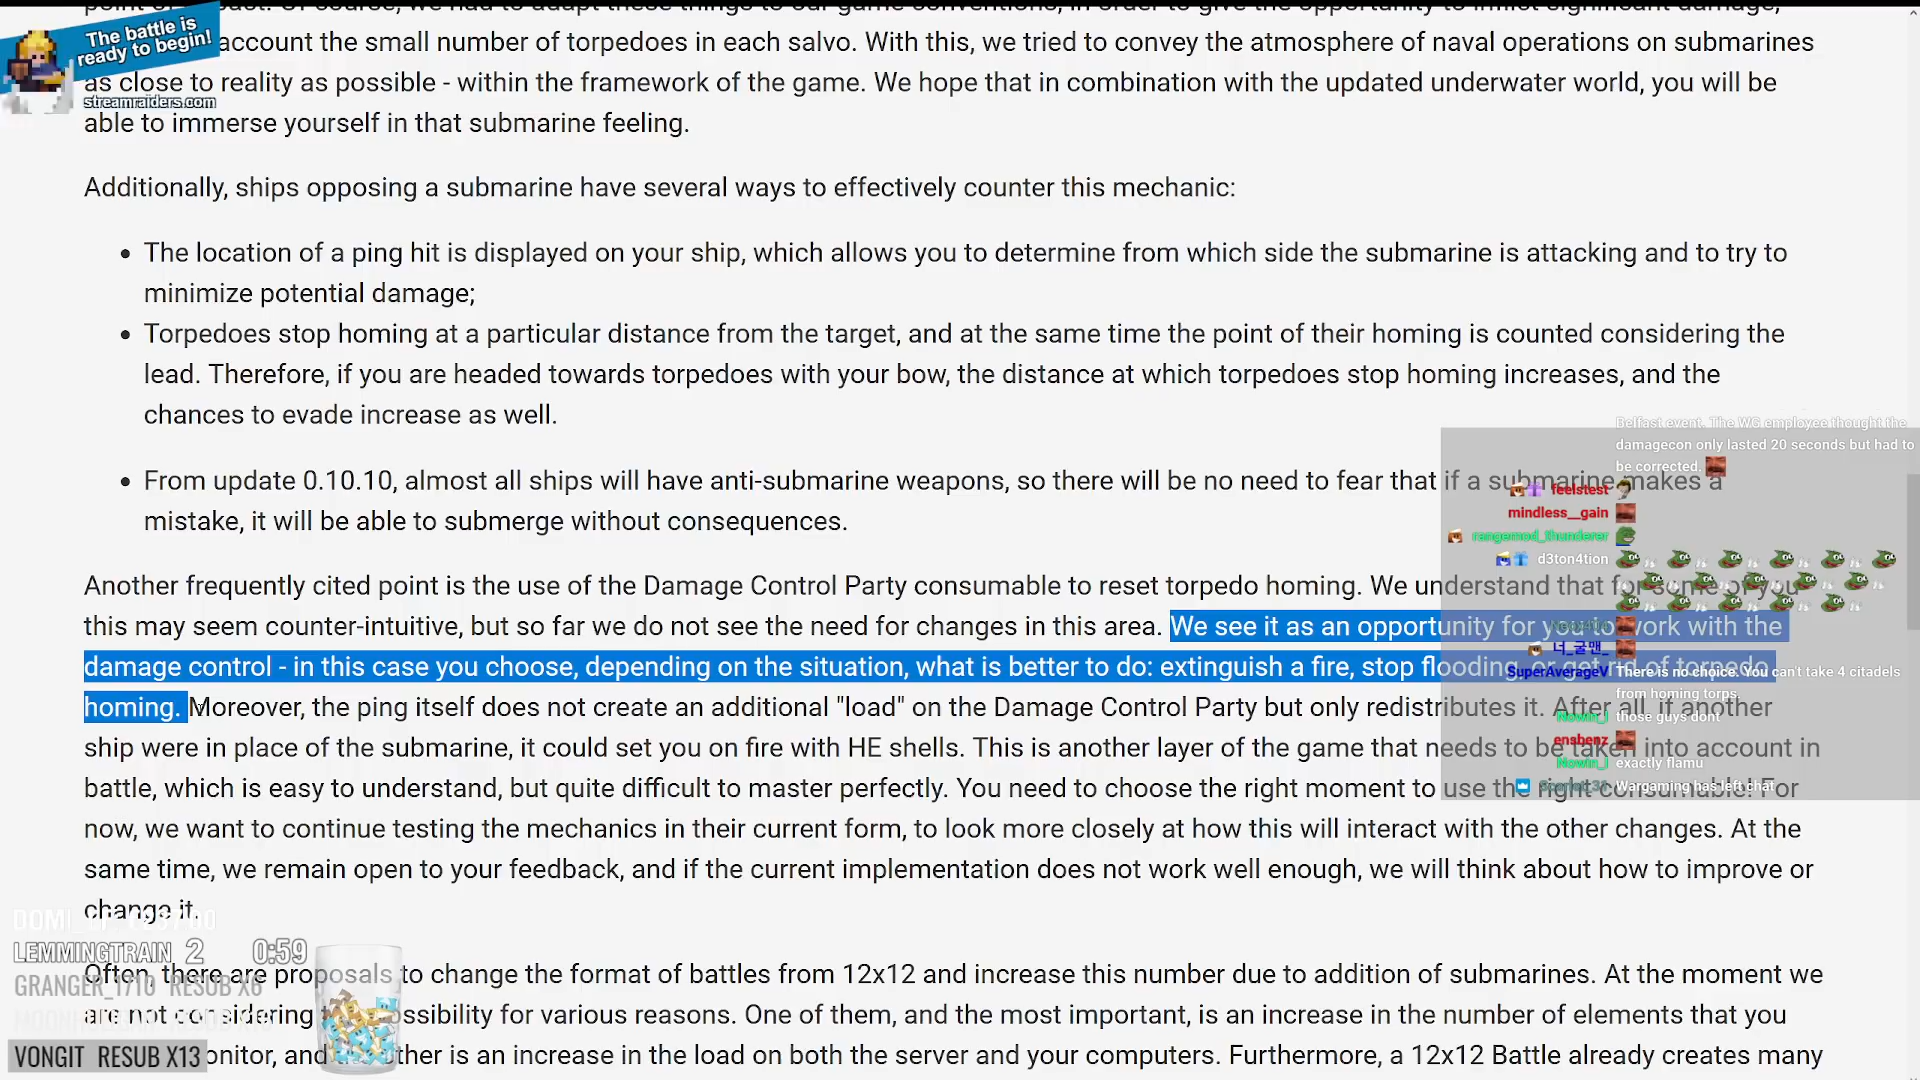 The battle is
ready to begin!
streamraiders.com
account the small number of torpedoes in each salvo. With this, we tried to convey the atmosphere of naval operations on submarines
as close to reality as possible - within the framework of the game. We hope that in combination with the updated underwater world, you will be
able to immerse yourself in that submarine feeling.
Additionally, ships opposing a submarine have several ways to effectively counter this mechanic:
• The location of a ping hit is displayed on your ship, which allows you to determine from which side the submarine is attacking and to try to
minimize potential damage;
• Torpedoes stop homing at a particular distance from the target, and at the same time the point of their homing is counted considering the
lead. Therefore, if you are headed towards torpedoes with your bow, the distance at which torpedoes stop homing increases, and the
chances to evade increase as well.
• From update 0.10.10, almost all ships will have anti-submarine weapons, so there will be no need to fear that if a submarine makes a
mistake, it will be able to submerge without consequences.
Another frequently cited point is the use of the Damage Control Party consumable to reset torpedo homing. We understand that for some of you
this may seem counter-intuitive, but so far we do not see the need for changes in this area. We see it as an opportunity for you to work with the
damage control - in this case you choose, depending on the situation, what is better to do: extinguish a fire, stop flooding, or get rid of torpedo
homing. Moreover, the ping itself does not create an additional "load" on the Damage Control Party but only redistributes it. After all, if another
ship were in place of the submarine, it could set you on fire with HE shells. This is another layer of the game that needs to be taken into account in
battle, which is easy to understand, but quite difficult to master perfectly. You need to choose the right moment to use the right consumable! For
now, we want to continue testing the mechanics in their current form, to look more closely at how this will interact with the other changes. At the
same time, we remain open to your feedback, and if the current implementation does not work well enough, we will think about how to improve or
change it.
Often, there are proposals to change the format of battles from 12x12 and increase this number due to addition of submarines. At the moment we
are not considering ssibility for various reasons. One of them, and the most important, is an increase in the number of elements that you
onitor, and ther is an increase in the load on both the server and your computers. Furthermore, a 12x12 Battle already creates many
Belfast event. The WG employee thought the
damagecon only lasted 20 seconds but had to
be corrected.
feelstest
mindless__gain
rangemod_thunderer
d3ton4tion
너_굴맨_
SuperAverageV There is no choice. You can't take 4 citadels
from homing torps.
Nowin_I those guys dont
enshenz
Nowin_I exactly flamu
Wargaming has left chat
LEMMINGTRAIN 2 0:59
GRANGER_1710 RESUB X6
VONGIT RESUB X13